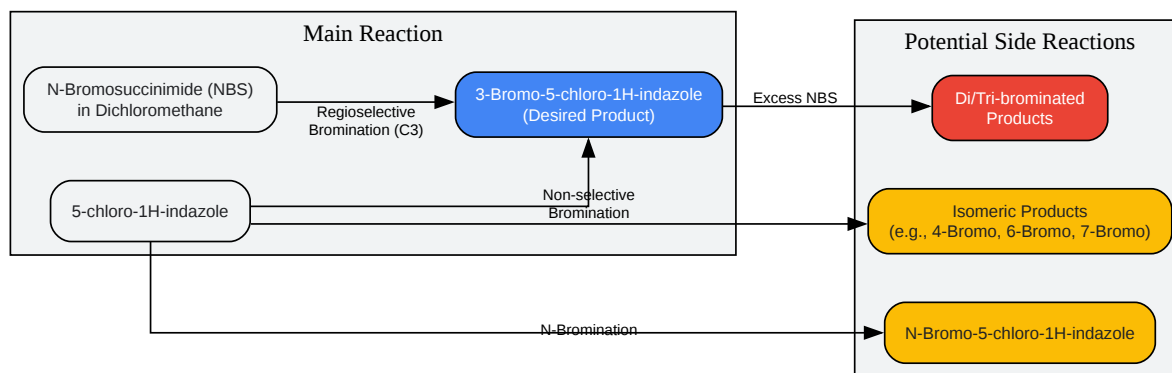 Main Reaction
Potential Side Reactions
N-Bromosuccinimide (NBS)
in Dichloromethane
Regioselective
Bromination (C3)
3-Bromo-5-chloro-1H-indazole
(Desired Product)
Excess NBS
Di/Tri-brominated
Products
5-chloro-1H-indazole
Non-selective
Bromination
Isomeric Products
(e.g., 4-Bromo, 6-Bromo, 7-Bromo)
N-Bromination
N-Bromo-5-chloro-1H-indazole